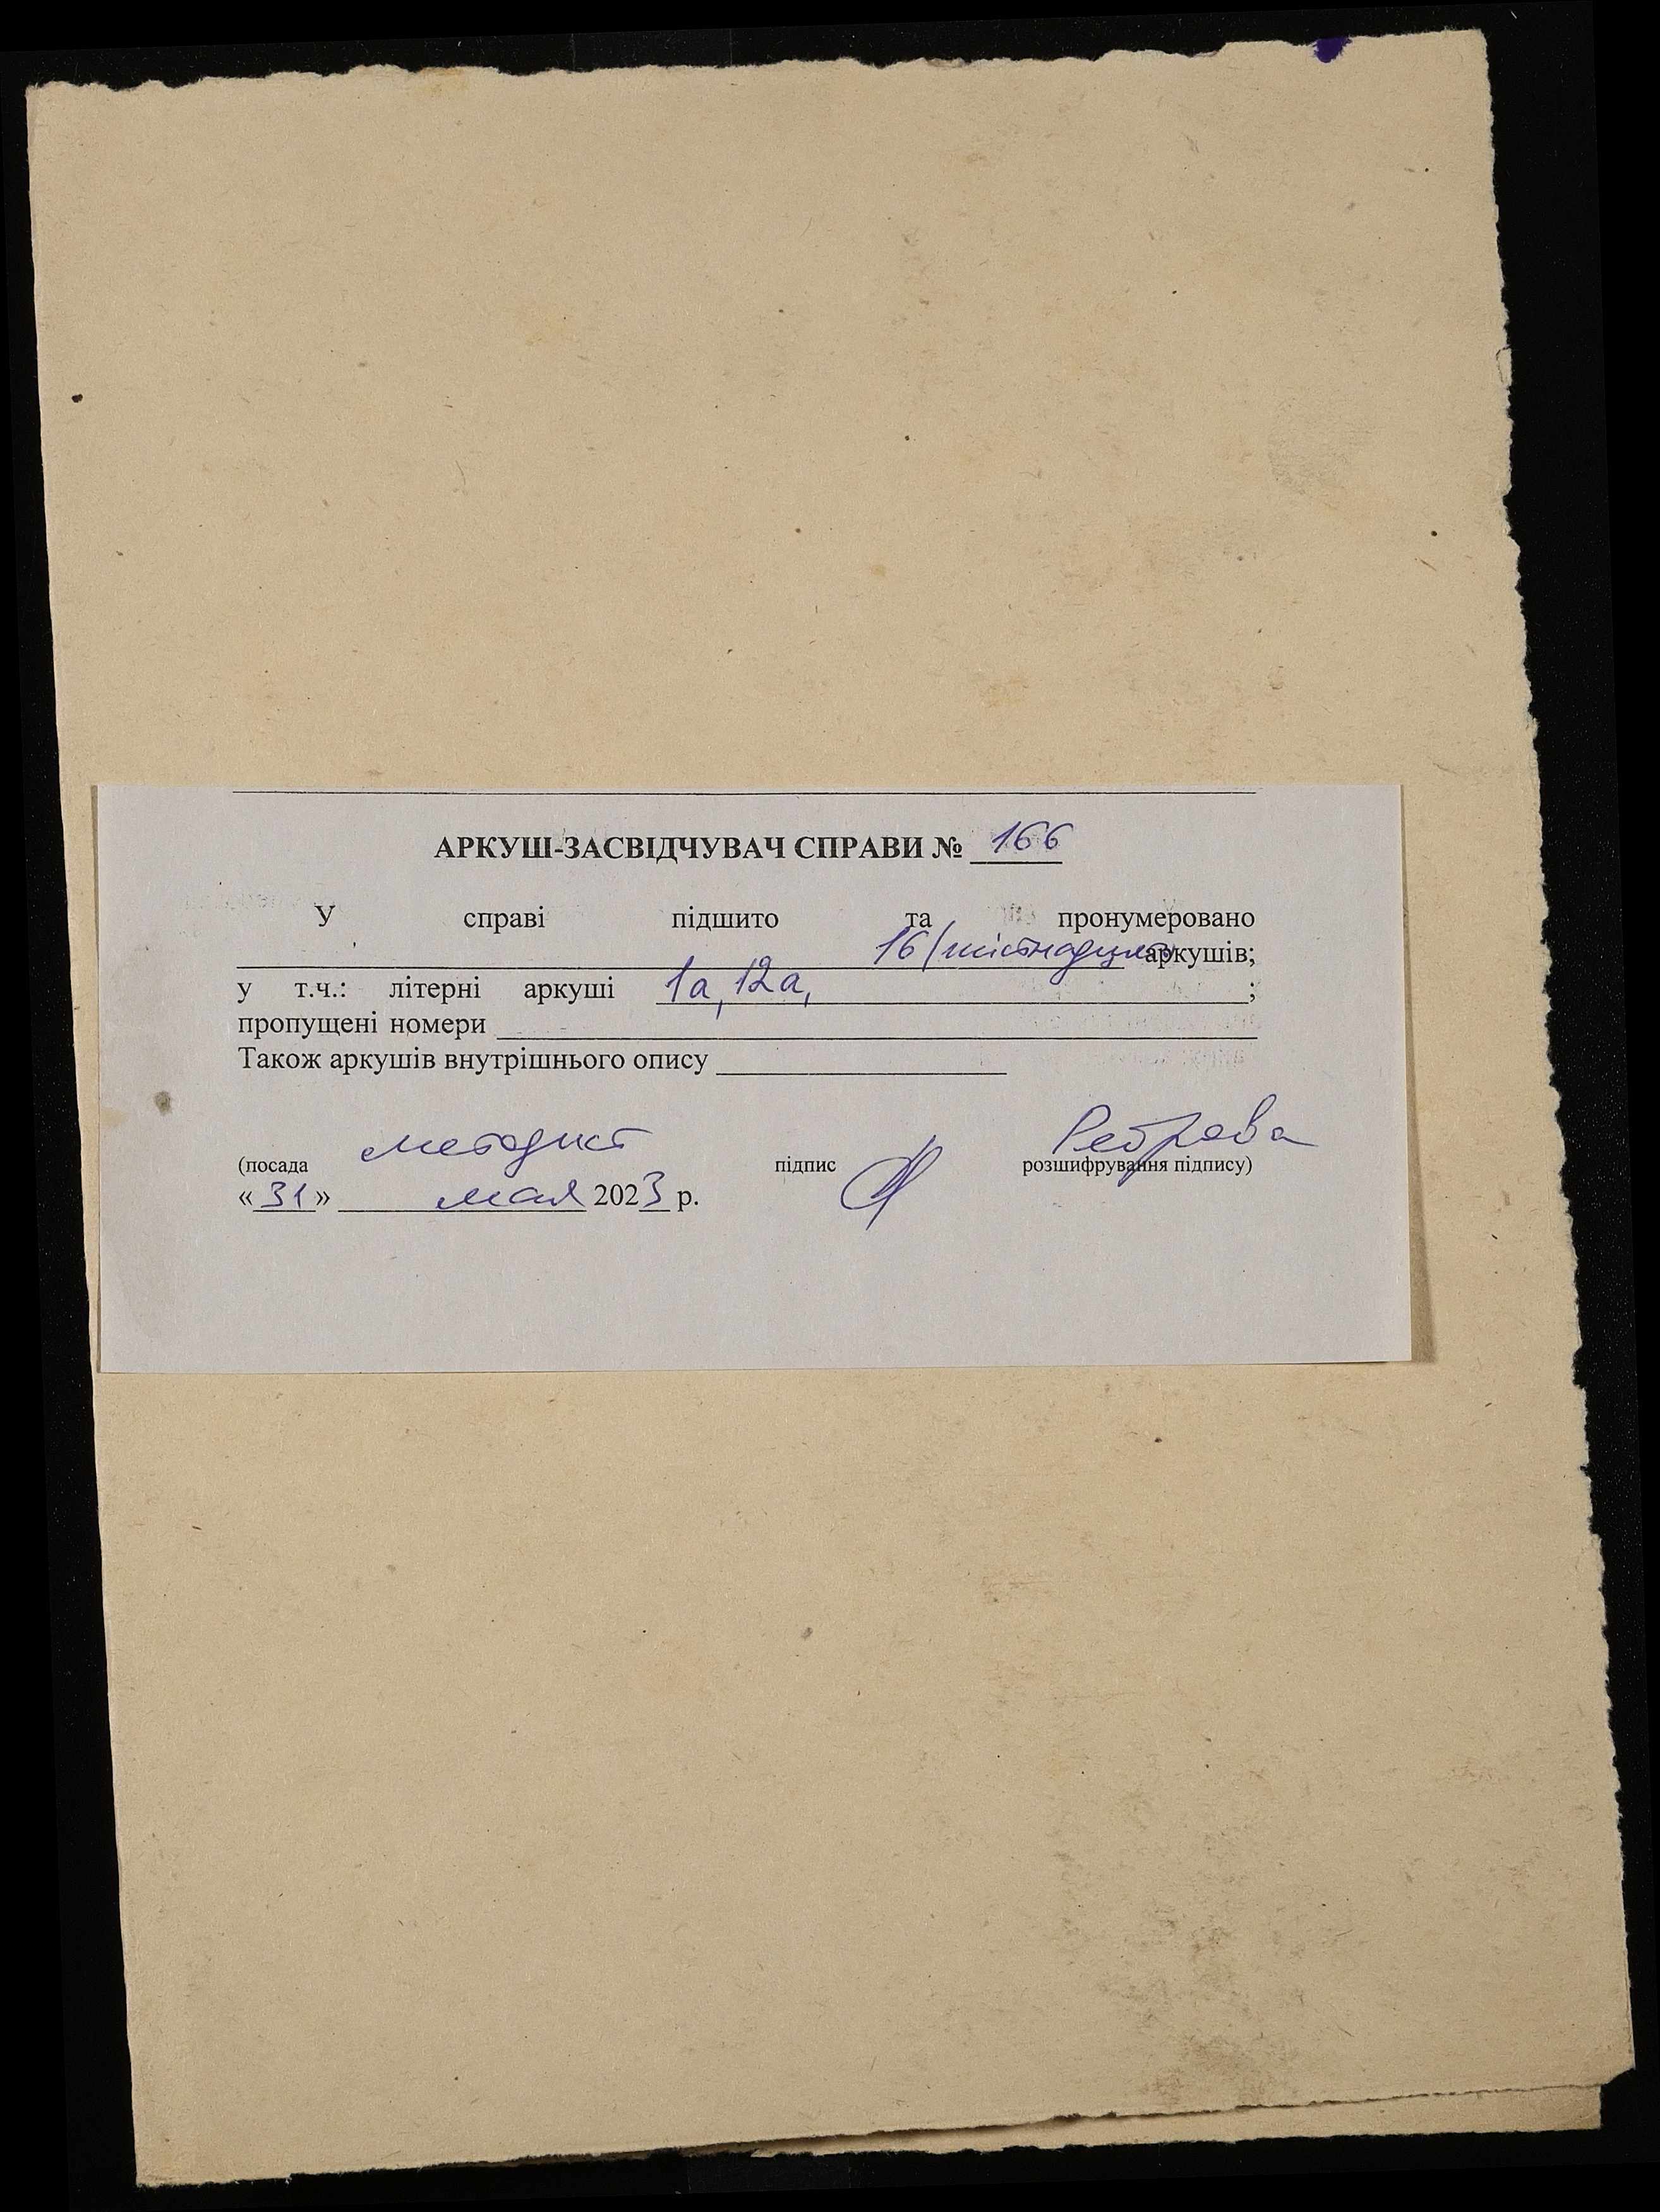 АРКУШ-ЗАСВІДЧУВАЧ СПРАВИ № 166
У справі підшито та пронумеровано
16 (шістнадцять аркушів;
у т.ч.: літерні аркуші 1а, 12а, ;
пропущені номери
Також аркушів внутрішнього опису
методист Реброва
(посада підпис розшифрування підпису)
«31» мая 2023 р.